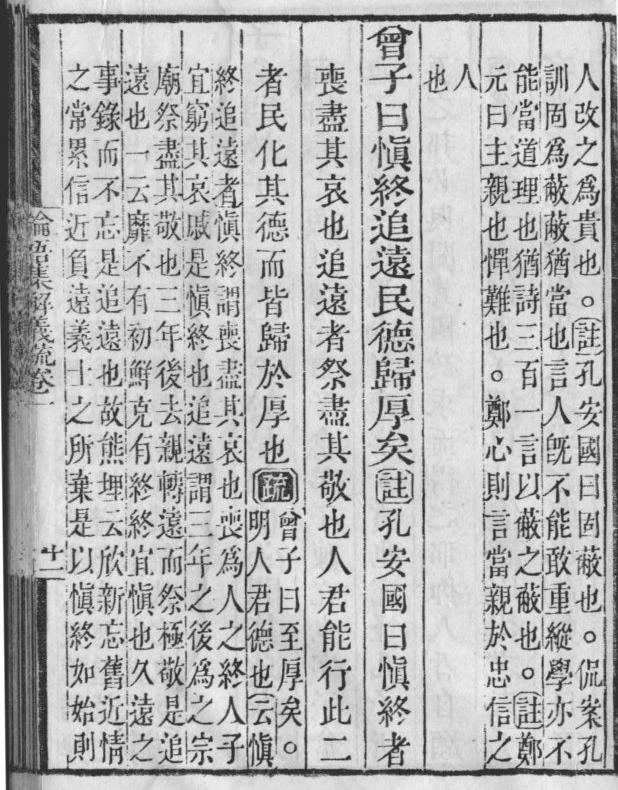 人改之爲貴也。註孔安國曰固蔽也。侃案孔
訓固爲蔽蔽猶當也言人既不能敢重縱學亦不
能當道理也猶詩三百一言以蔽之蔽也。註鄭
元曰主親也憚難也。鄭心則言當親於忠信之
人
也
曾子曰慎終追遠民德歸厚矣註孔安國曰慎終者
喪盡其哀也追遠者祭盡其敬也人君能行此二
者民化其德而皆歸於厚也疏
曾子曰至厚矣。
明人君德也云慎
終追遠者慎終謂喪盡其哀也喪爲人之終人子
宜窮其哀戚是慎終也追遠謂三年之後爲之宗
廟祭盡其敬也三年後去親轉遠而祭極敬是追
遠也一云靡不有初鮮克有終終宜慎也久遠之
事錄而不忘是追遠也故熊埋云欣新忘舊近情
之常累信近負遠義士之所棄是以慎終如始則
論語集解義疏卷一
十二